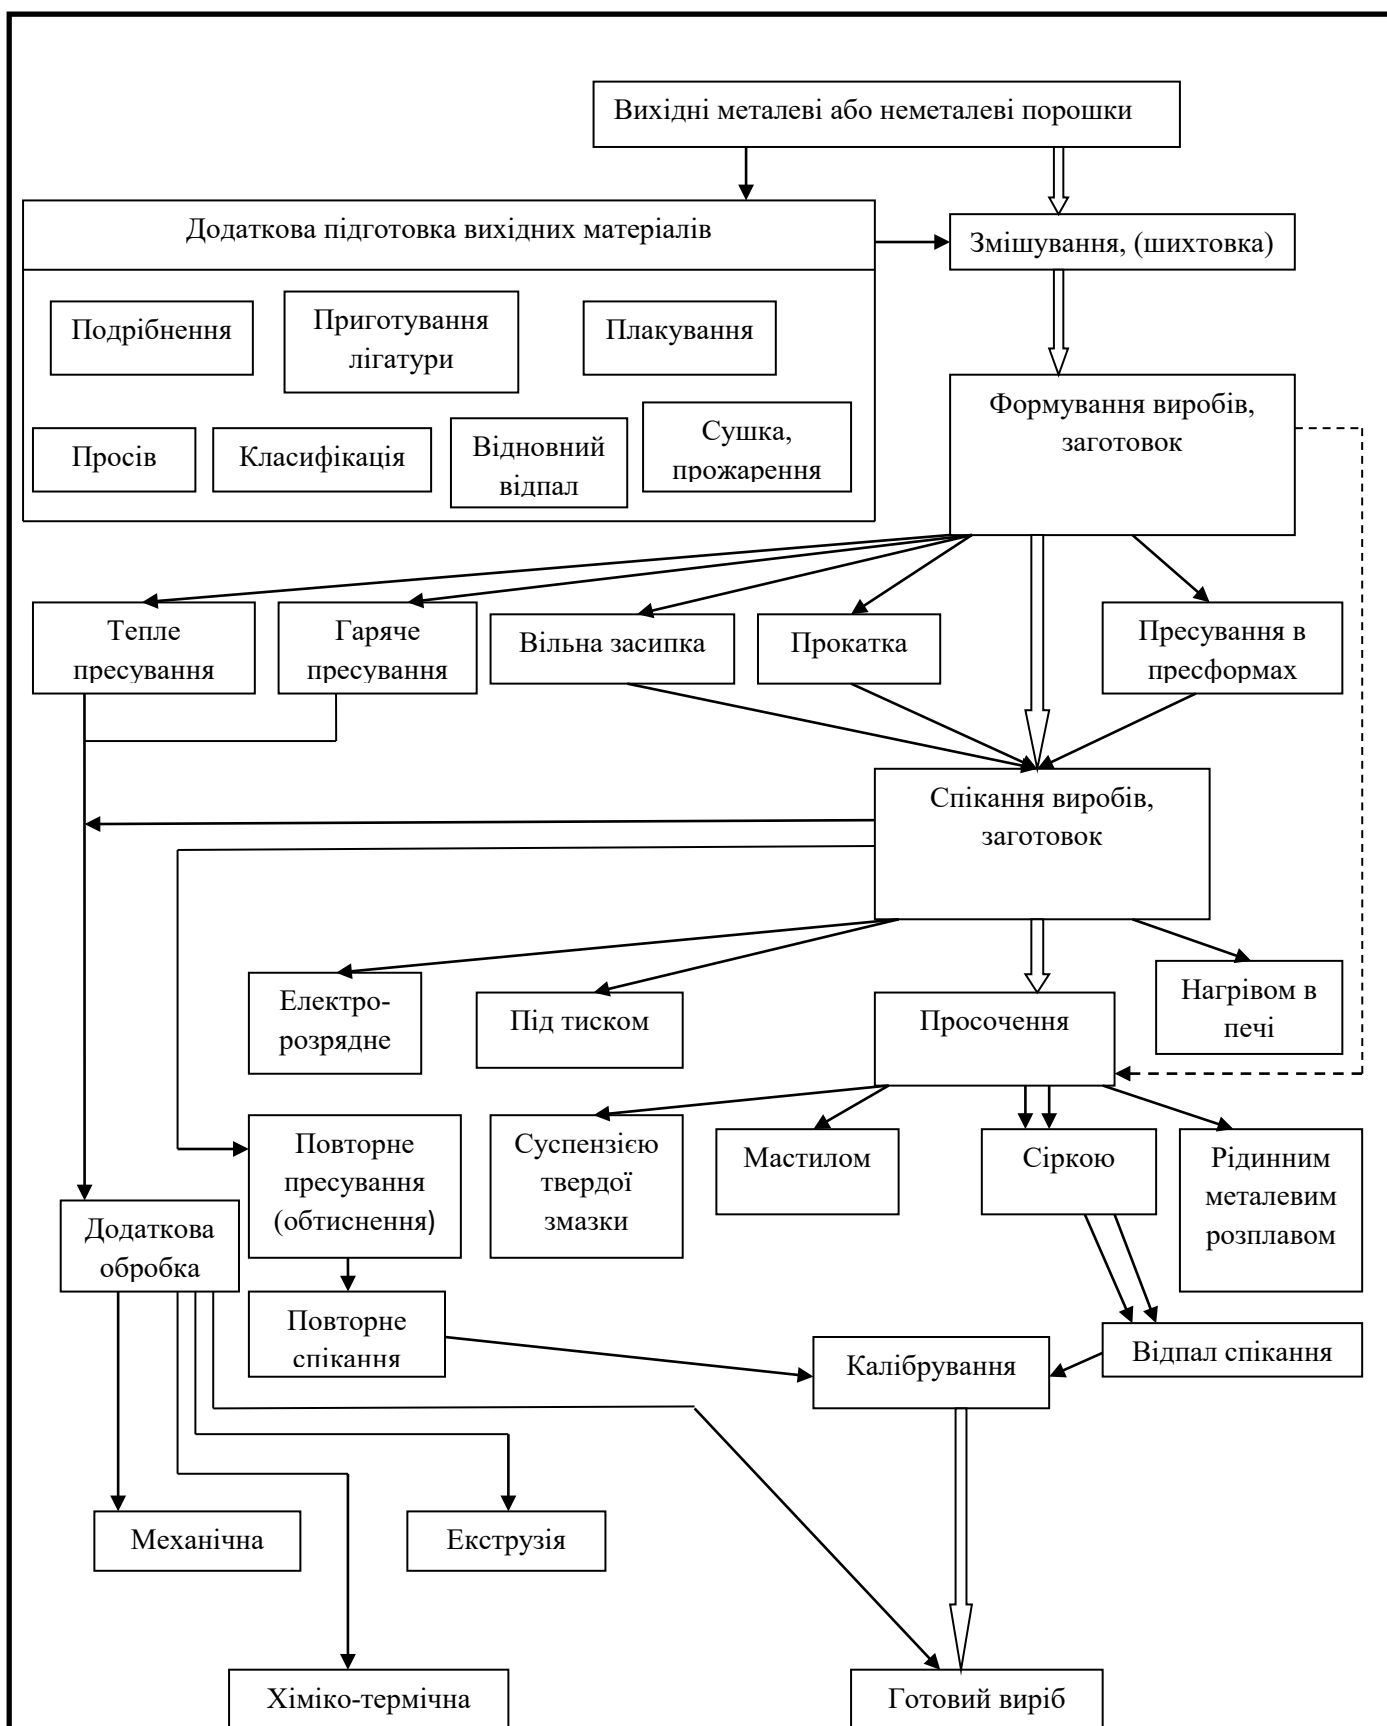 Вихідні металеві або неметалеві порошки
Додаткова підготовка вихідних матеріалів
Змішування, (шихтовка)
Подрібнення
Приготування
лігатури
Плакування
Просів
Класифікація
Відновний
відпал
Сушка,
прожарення
Формування виробів,
заготовок
Тепле
пресування
Гаряче
пресування
Вільна засипка
Прокатка
Пресування в
пресформах
Спікання виробів,
заготовок
Електро-
розрядне
Під тиском
Просочення
Нагрівом в
печі
Повторне
пресування
(обтиснення)
Суспензією
твердої
змазки
Мастилом
Сіркою
Рідинним
металевим
розплавом
Додаткова
обробка
Повторне
спікання
Калібрування
Відпал спікання
Механічна
Екструзія
Хіміко-термічна
Готовий виріб